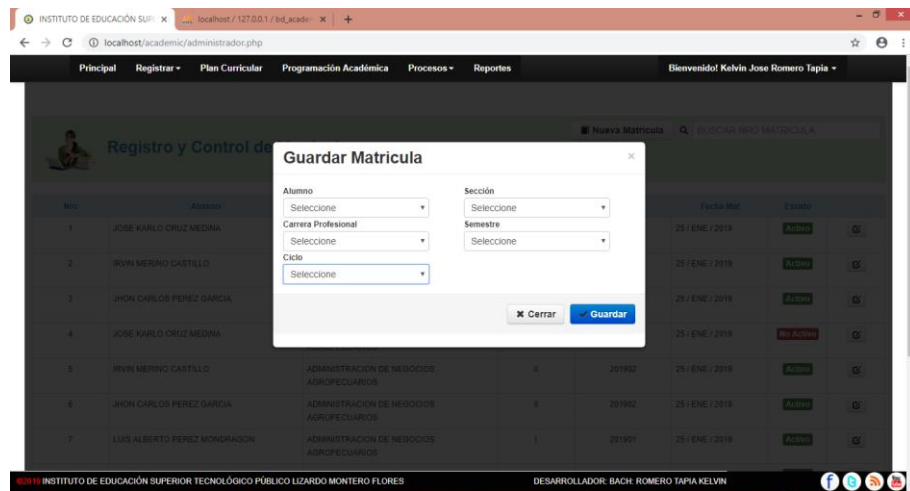 INSTITUTO DE EDUCACIÓN SUPE
localhost / 127.0.0.1 / bd_acade
localhost/academic/administrador.php
Principal Registrar Plan Curricular Programación Académica Procesos Reportes Bienvenido! Kelvin Jose Romero Tapia
Nueva Matricula BUSCAR NRO MATRICULA
Registro y Control de
Guardar Matricula
Alumno Sección
Seleccione Seleccione
Carrera Profesional Semestre
Seleccione Seleccione
Ciclo
Seleccione
Cerrar Guardar
Nro Alumno Fecha Mat. Estado
1 JOSE KARLO CRUZ MEDINA 25 / ENE / 2019 Activo
2 IRVIN MERINO CASTILLO 25 / ENE / 2019 Activo
3 JHON CARLOS PEREZ GARCIA 25 / ENE / 2019 Activo
4 JOSE KARLO CRUZ MEDINA 25 / ENE / 2019 No Activo
5 IRVIN MERINO CASTILLO ADMINISTRACION DE NEGOCIOS AGROPECUARIOS II 201902 25 / ENE / 2019 Activo
6 JHON CARLOS PEREZ GARCIA ADMINISTRACION DE NEGOCIOS AGROPECUARIOS II 201902 25 / ENE / 2019 Activo
7 LUIS ALBERTO PEREZ MONDRAGON ADMINISTRACION DE NEGOCIOS AGROPECUARIOS I 201901 25 / ENE / 2019 Activo
©2019 INSTITUTO DE EDUCACIÓN SUPERIOR TECNOLÓGICO PÚBLICO LIZARDO MONTERO FLORES DESARROLLADOR: BACH: ROMERO TAPIA KELVIN